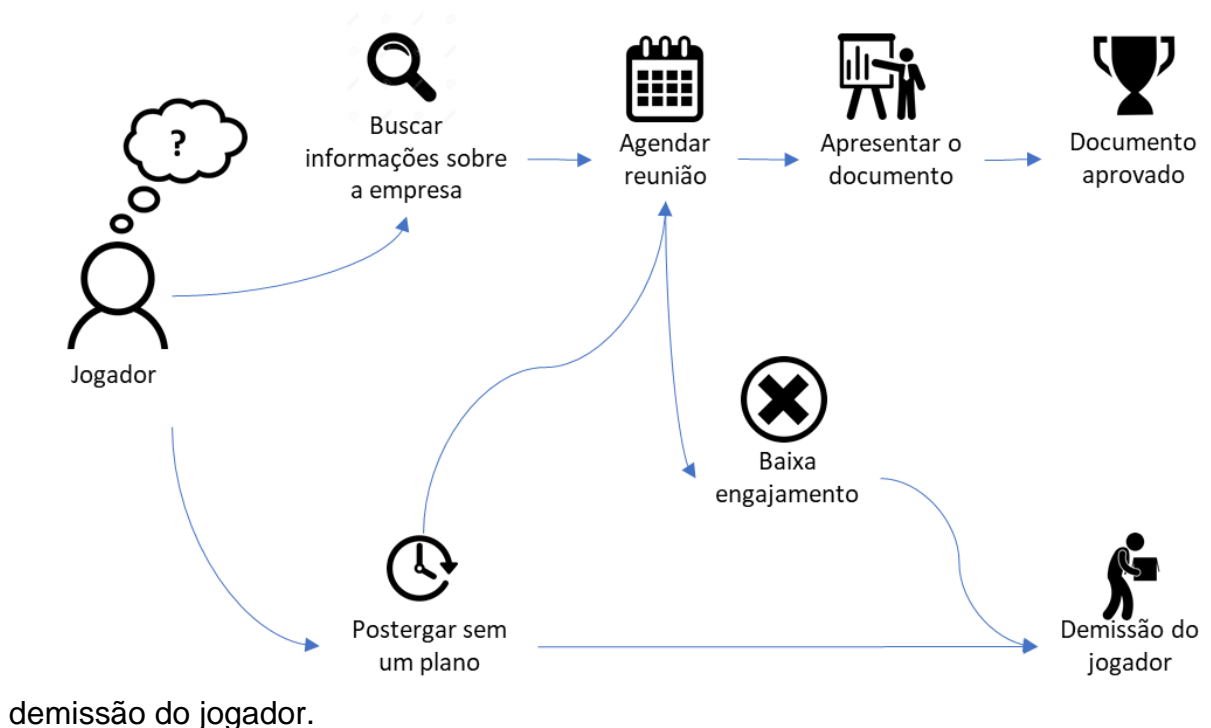 ?
Jogador
Buscar
informações sobre
a empresa
Agendar
reunião
Apresentar o
documento
Documento
aprovado
Baixa
engajamento
Postergar sem
um plano
Demissão do
jogador
demissão do jogador.